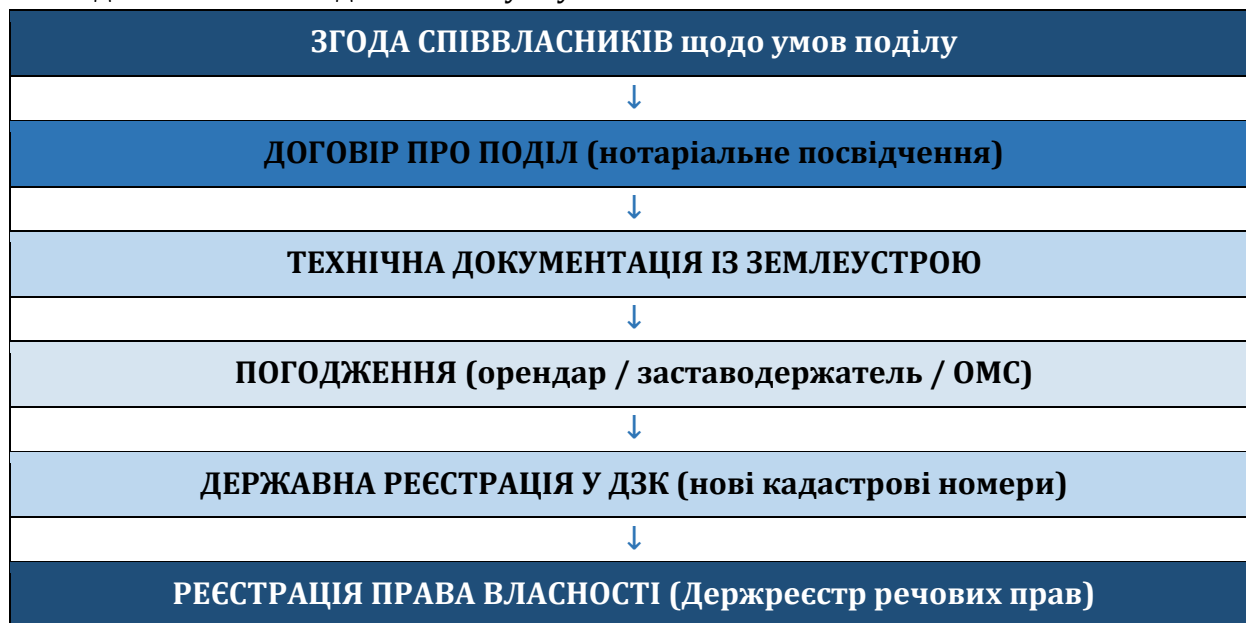 ЗГОДА СПІВВЛАСНИКІВ щодо умов поділу
↓
ДОГОВІР ПРО ПОДІЛ (нотаріальне посвідчення)
↓
ТЕХНІЧНА ДОКУМЕНТАЦІЯ ІЗ ЗЕМЛЕУСТРОЮ
↓
ПОГОДЖЕННЯ (орендар / заставодержатель / ОМС)
↓
ДЕРЖАВНА РЕЄСТРАЦІЯ У ДЗК (нові кадастрові номери)
↓
РЕЄСТРАЦІЯ ПРАВА ВЛАСНОСТІ (Держреєстр речових прав)